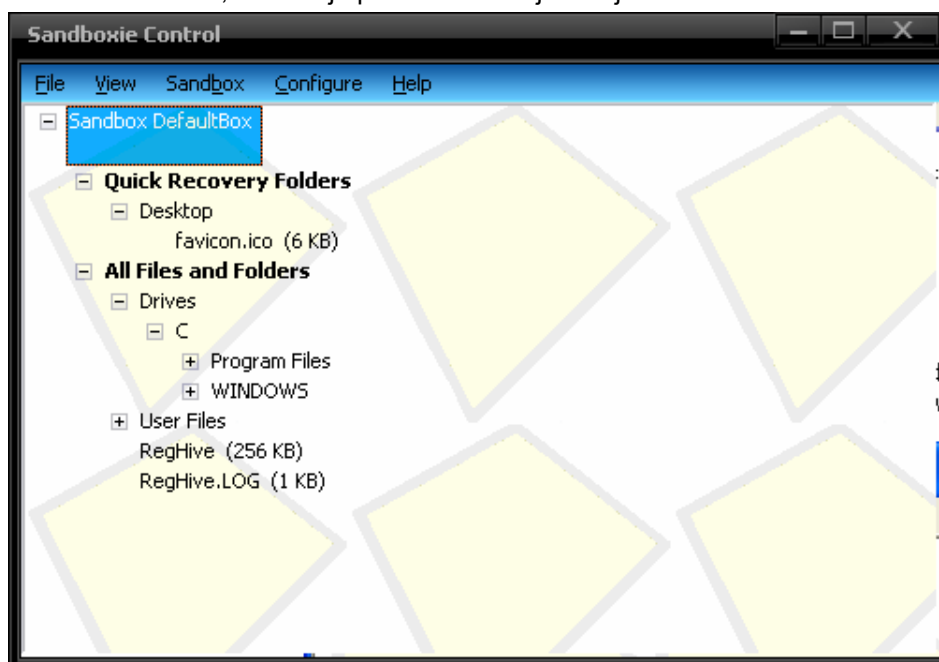 Sandboxie Control
File View Sandbox Configure Help
Sandbox DefaultBox
Quick Recovery Folders
Desktop
favicon.ico (6 KB)
All Files and Folders
Drives
C
Program Files
WINDOWS
User Files
RegHive (256 KB)
RegHive.LOG (1 KB)